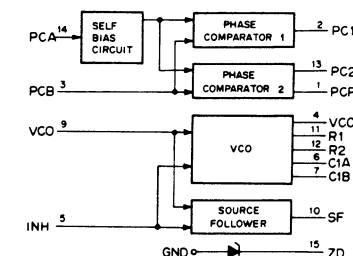 PCA 14
SELF BIAS CIRCUIT
PHASE COMPARATOR 1
2 PC1
PCB 3
PHASE COMPARATOR 2
13 PC2
1 PCP
VCO 9
VCO
4 VCO
11 R1
12 R2
6 C1A
7 C1B
INH 5
SOURCE FOLLOWER
10 SF
GND
15 ZD